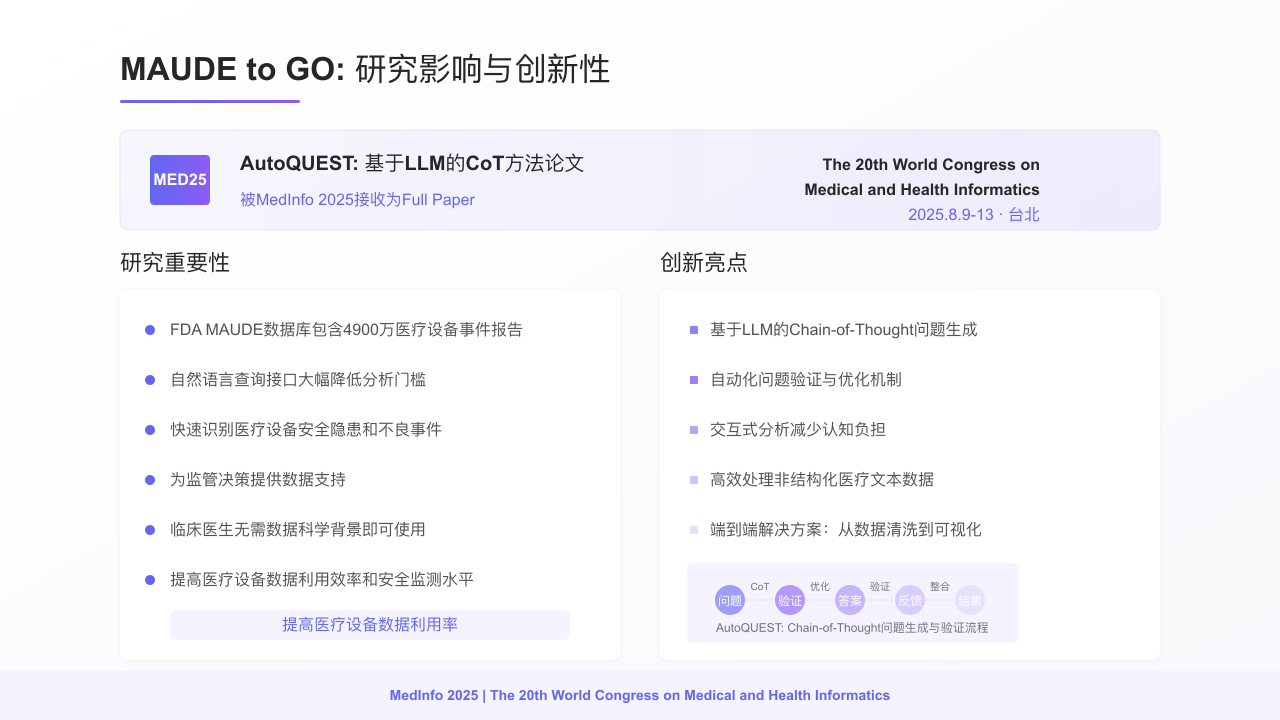 MAUDE to GO: 研究影响与创新性
MED25
AutoQUEST: 基于LLM的CoT方法论文
被MedInfo 2025接收为Full Paper
The 20th World Congress on
Medical and Health Informatics
2025.8.9-13 · 台北
研究重要性
FDA MAUDE数据库包含4900万医疗设备事件报告
自然语言查询接口大幅降低分析门槛
快速识别医疗设备安全隐患和不良事件
为监管决策提供数据支持
临床医生无需数据科学背景即可使用
提高医疗设备数据利用效率和安全监测水平
提高医疗设备数据利用率
创新亮点
基于LLM的Chain-of-Thought问题生成
自动化问题验证与优化机制
交互式分析减少认知负担
高效处理非结构化医疗文本数据
端到端解决方案：从数据清洗到可视化
CoT 优化 验证 整合
问题 验证 答案 反馈 结果
AutoQUEST: Chain-of-Thought问题生成与验证流程
MedInfo 2025 | The 20th World Congress on Medical and Health Informatics